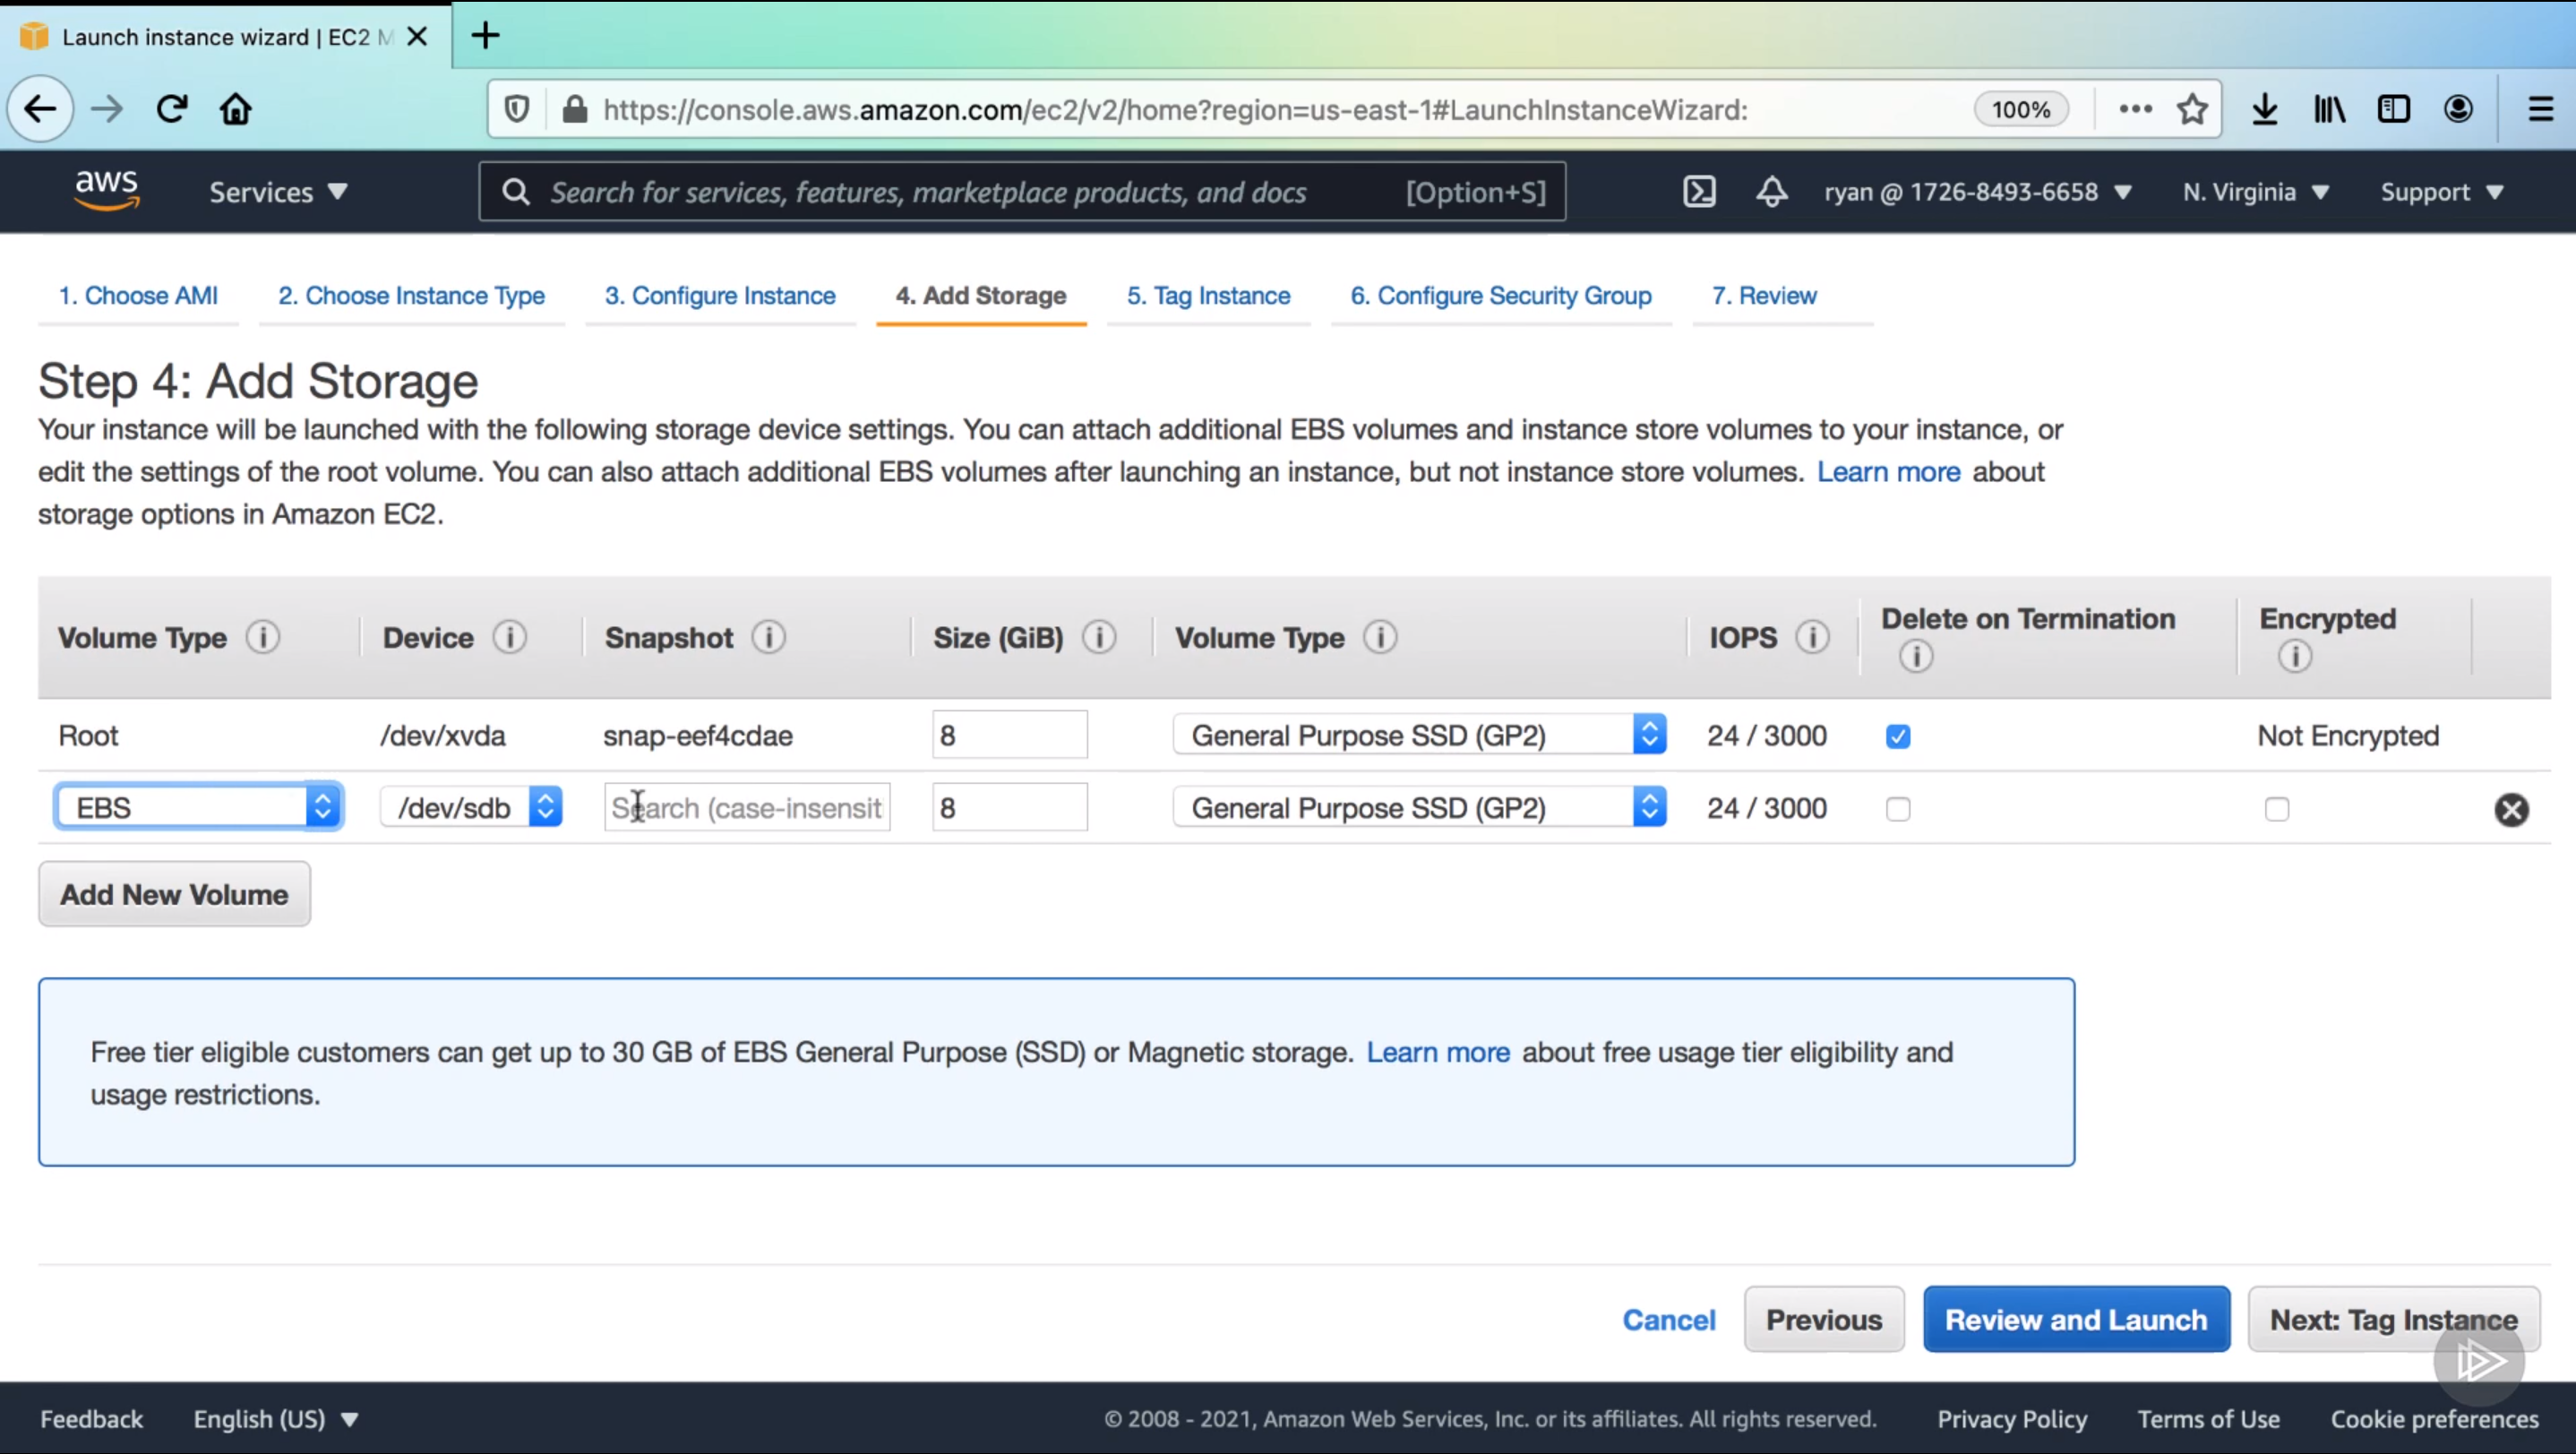 Launch instance wizard | EC2 M
https://console.aws.amazon.com/ec2/v2/home?region=us-east-1#LaunchInstanceWizard:
100%
aws
Services
Search for services, features, marketplace products, and docs
[Option+S]
ryan @ 1726-8493-6658
N. Virginia
Support
1. Choose AMI
2. Choose Instance Type
3. Configure Instance
4. Add Storage
5. Tag Instance
6. Configure Security Group
7. Review
Step 4: Add Storage
Your instance will be launched with the following storage device settings. You can attach additional EBS volumes and instance store volumes to your instance, or
edit the settings of the root volume. You can also attach additional EBS volumes after launching an instance, but not instance store volumes. Learn more about
storage options in Amazon EC2.
Volume Type Device Snapshot Size (GiB) Volume Type IOPS Delete on Termination Encrypted
Root /dev/xvda snap-eef4cdae 8 General Purpose SSD (GP2) 24 / 3000 Not Encrypted
EBS /dev/sdb Search (case-insensit 8 General Purpose SSD (GP2) 24 / 3000
Add New Volume
Free tier eligible customers can get up to 30 GB of EBS General Purpose (SSD) or Magnetic storage. Learn more about free usage tier eligibility and
usage restrictions.
Cancel
Previous
Review and Launch
Next: Tag Instance
Feedback
English (US)
© 2008 - 2021, Amazon Web Services, Inc. or its affiliates. All rights reserved.
Privacy Policy
Terms of Use
Cookie preferences